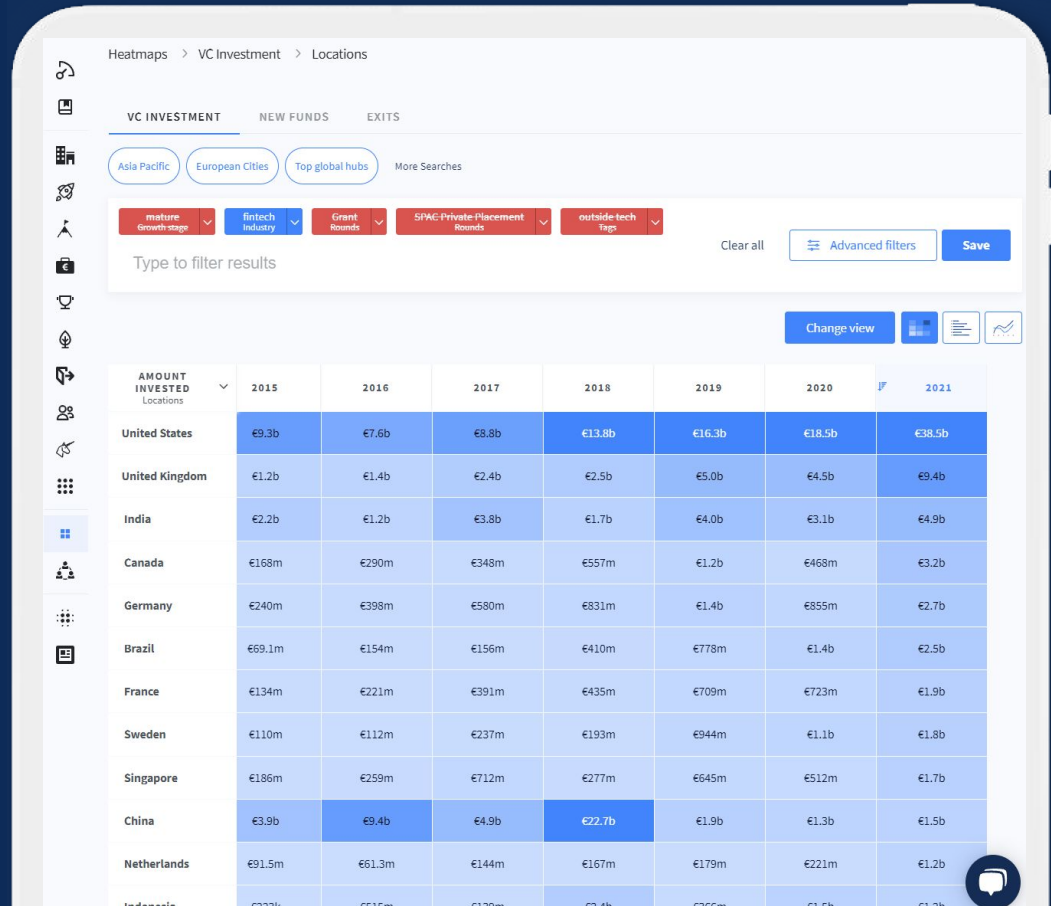 Heatmaps > VC Investment > Locations
VC INVESTMENT NEW FUNDS EXITS
Asia Pacific European Cities Top global hubs More Searches
mature fintech Grant SPAC Private Placement outside tech
Growth stage Industry Rounds Rounds Tags
Clear all Advanced filters Save
Type to filter results
Change view
AMOUNT
INVESTED 2015 2016 2017 2018 2019 2020 2021
Locations
United States €9.3b €7.6b €8.8b €13.8b €16.3b €18.5b €38.5b
United Kingdom €1.2b €1.4b €2.4b €2.5b €5.0b €4.5b €9.4b
India €2.2b €1.2b €3.8b €1.7b €4.0b €3.1b €4.9b
Canada €168m €290m €348m €557m €1.2b €468m €3.2b
Germany €240m €398m €580m €831m €1.4b €855m €2.7b
Brazil €69.1m €154m €156m €410m €778m €1.4b €2.5b
France €134m €221m €391m €435m €709m €723m €1.9b
Sweden €110m €112m €237m €193m €944m €1.1b €1.8b
Singapore €186m €259m €712m €277m €645m €512m €1.7b
China €3.9b €9.4b €4.9b €22.7b €1.9b €1.3b €1.5b
Netherlands €91.5m €61.3m €144m €167m €179m €221m €1.2b